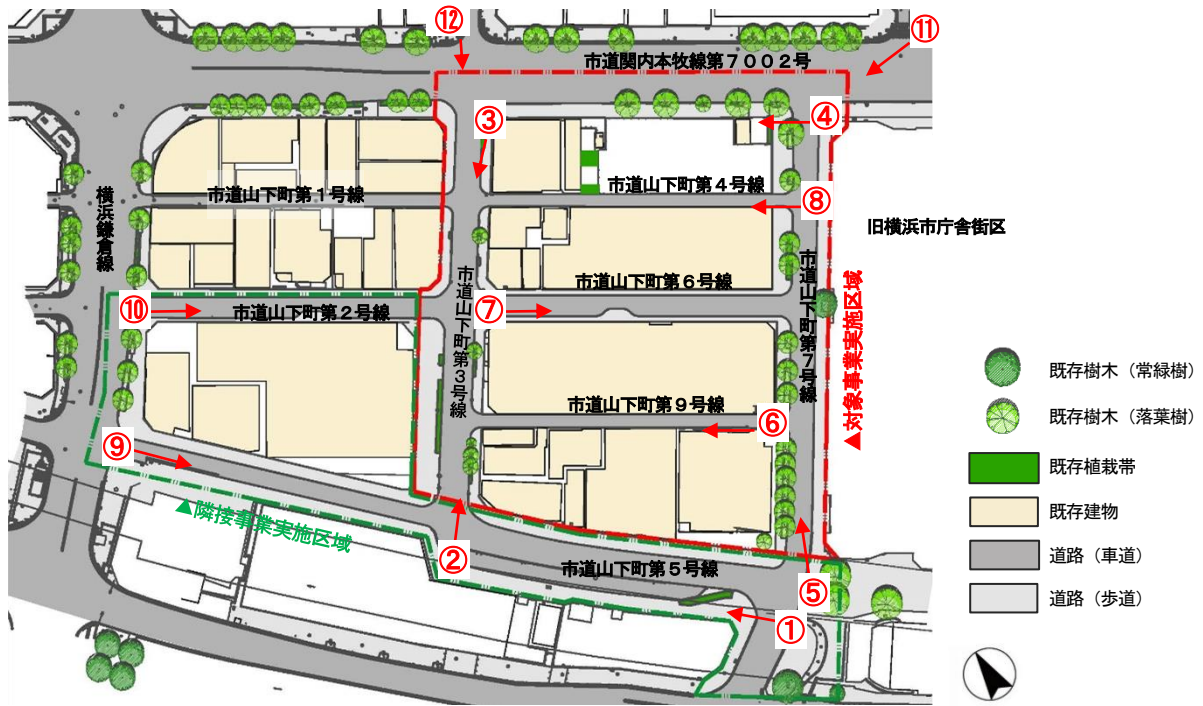 ⑫
⑪
市道関内本牧線第7002号
③
④
市道山下町第1号線
市道山下町第4号線
⑧
横浜鎌倉線
旧横浜市庁舎街区
市道山下町第6号線
⑩
市道山下町第2号線
⑦
市道山下町第3号線
市道山下町第7号線
▲対象事業実施区域
市道山下町第9号線
⑥
⑨
▲隣接事業実施区域
②
市道山下町第5号線
⑤
①
既存樹木(常緑樹)
既存樹木(落葉樹)
既存植栽帯
既存建物
道路(車道)
道路(歩道)